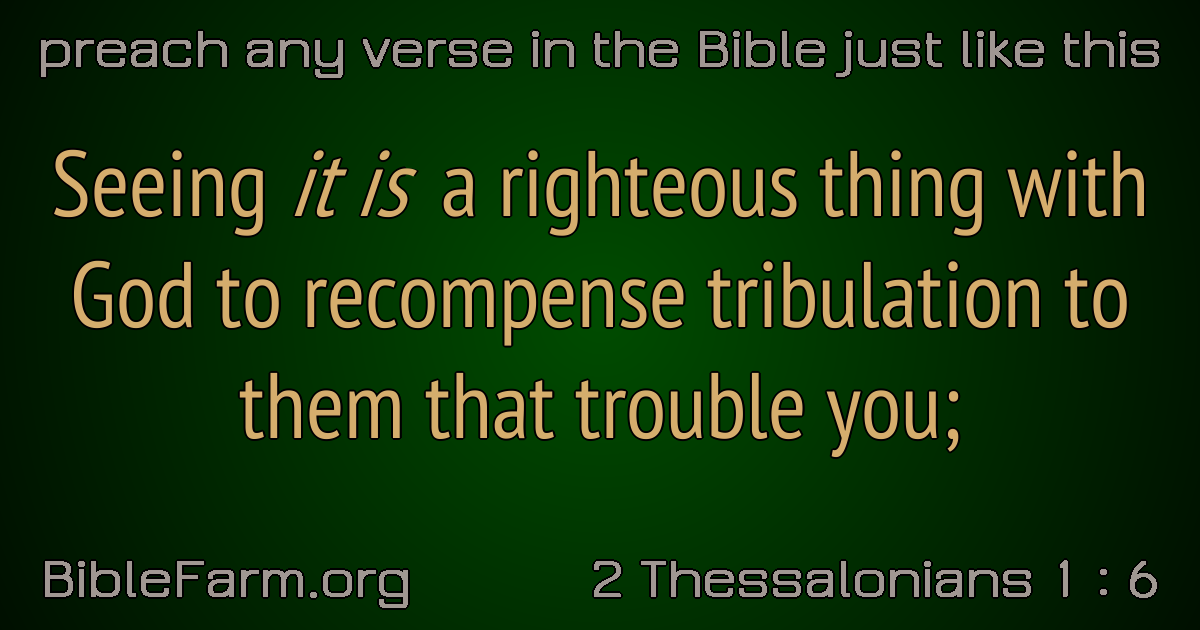 preach any verse in the Bible just like this
Seeing it is a righteous thing with
God to recompense tribulation to
them that trouble you;
BibleFarm.org
2 Thessalonians 1 : 6